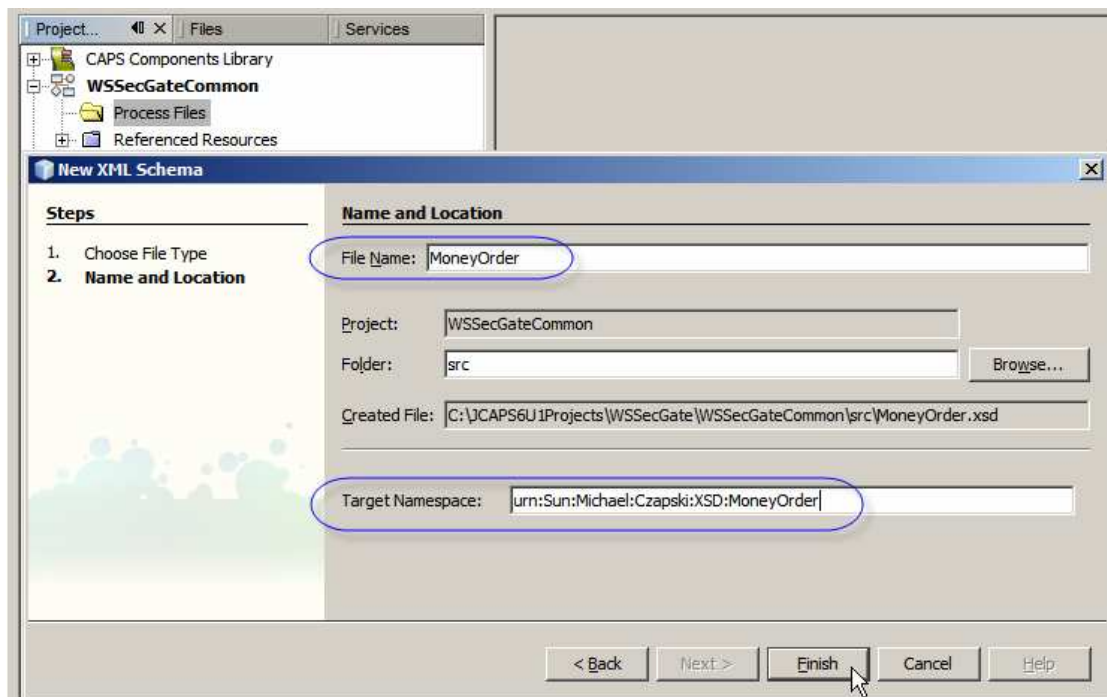 Project... Files Services
CAPS Components Library
WSSecGateCommon
Process Files
Referenced Resources
New XML Schema
Steps
1. Choose File Type
2. Name and Location
Name and Location
File Name: MoneyOrder
Project: WSSecGateCommon
Folder: src Browse...
Created File: C:\JCAPS6U1Projects\WSSecGate\WSSecGateCommon\src\MoneyOrder.xsd
Target Namespace: urn:Sun:Michael:Czapski:XSD:MoneyOrder
< Back Next > Finish Cancel Help